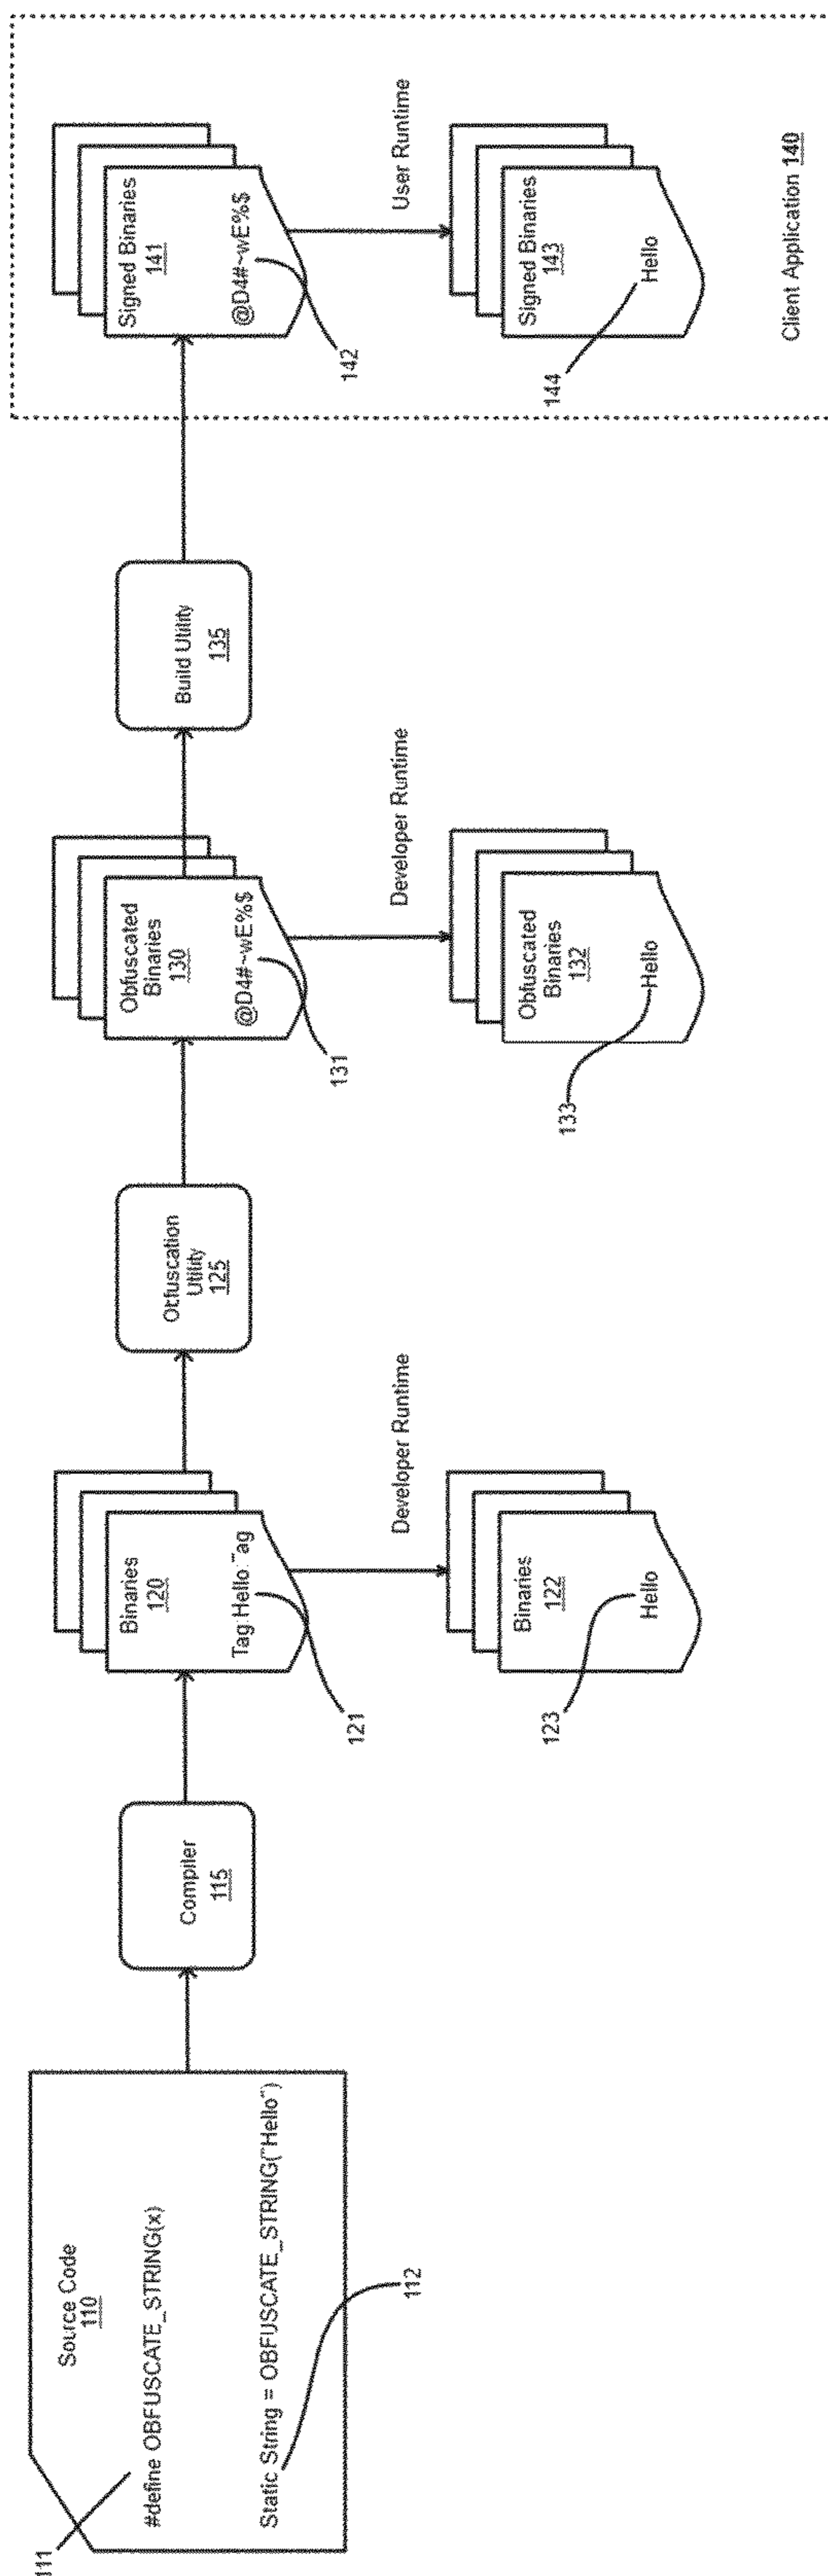 Source Code
110
111
#define OBFUSCATE_STRING(x)
Static String = OBFUSCATE_STRING("Hello")
112
Compiler
115
Binaries
120
Tag:Hello:Tag
121
Developer Runtime
Binaries
122
Hello
123
Obfuscation
Utility
125
Obfuscated
Binaries
130
@D4#~wE%$
131
Developer Runtime
Obfuscated
Binaries
132
Hello
133
Build Utility
135
Signed Binaries
141
@D4#~wE%$
142
User Runtime
Signed Binaries
143
Hello
144
Client Application 140